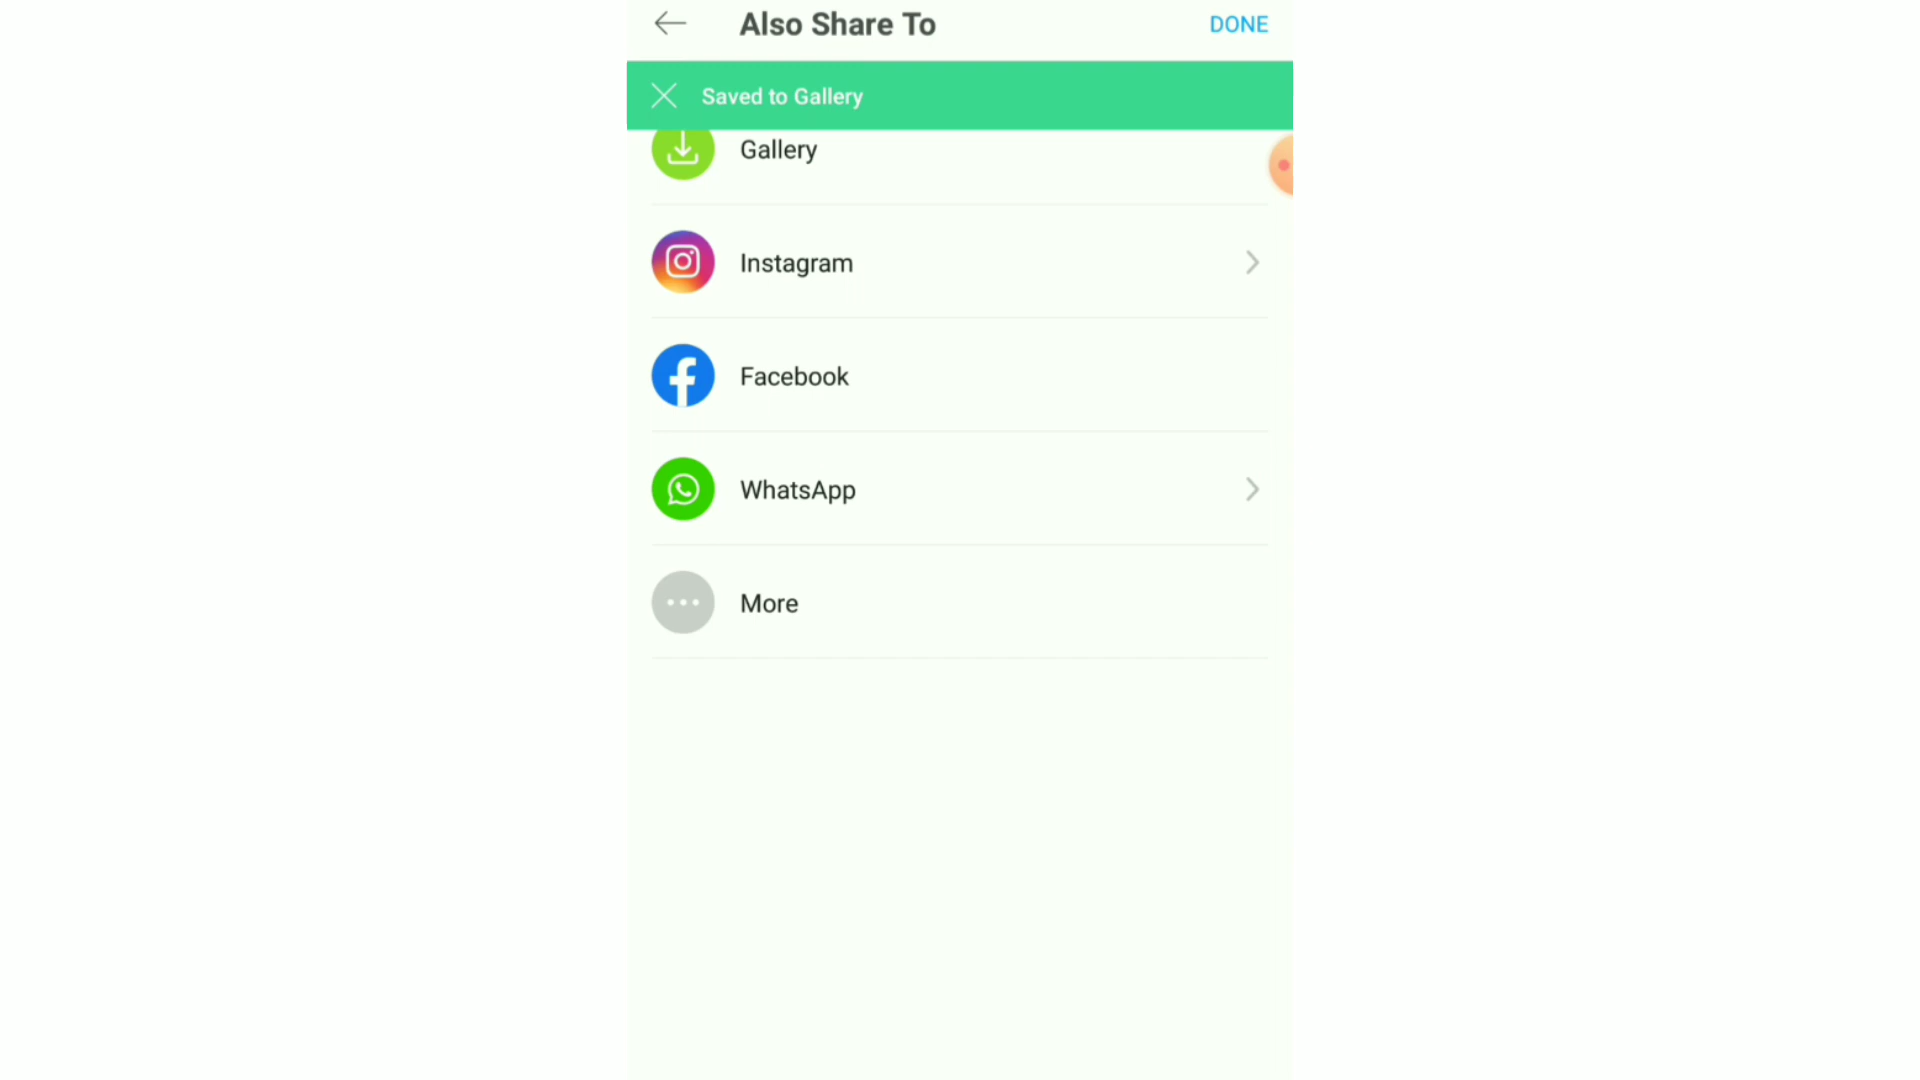 Also Share To
DONE
Saved to Gallery
Gallery
Instagram
Facebook
WhatsApp
More